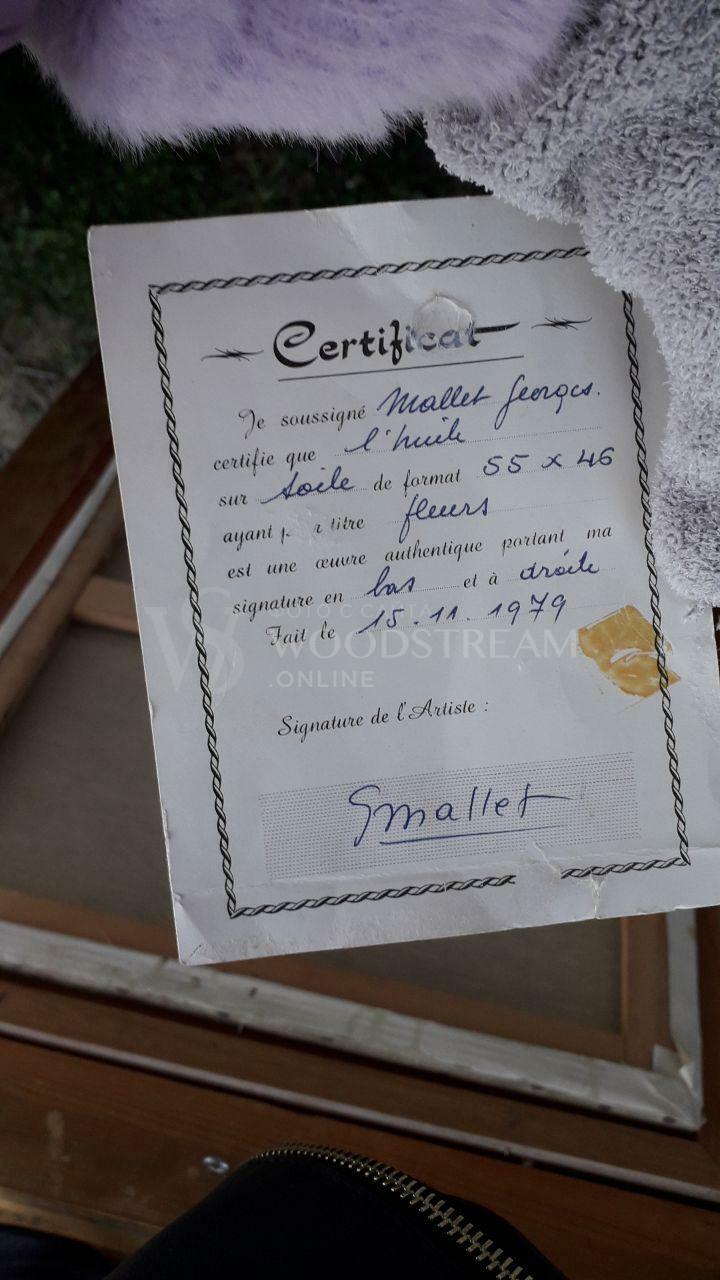 Certificat
Je soussigné Mallet Georges.
certifie que l'huile
sur toile de format 55 x 46
ayant p r titre fleurs
est une œuvre authentique portant ma
signature en bas et à droite
Fait le 15.11.1979
WOODSTREAM
.ONLINE
Signature de l'Artiste :
GMallet